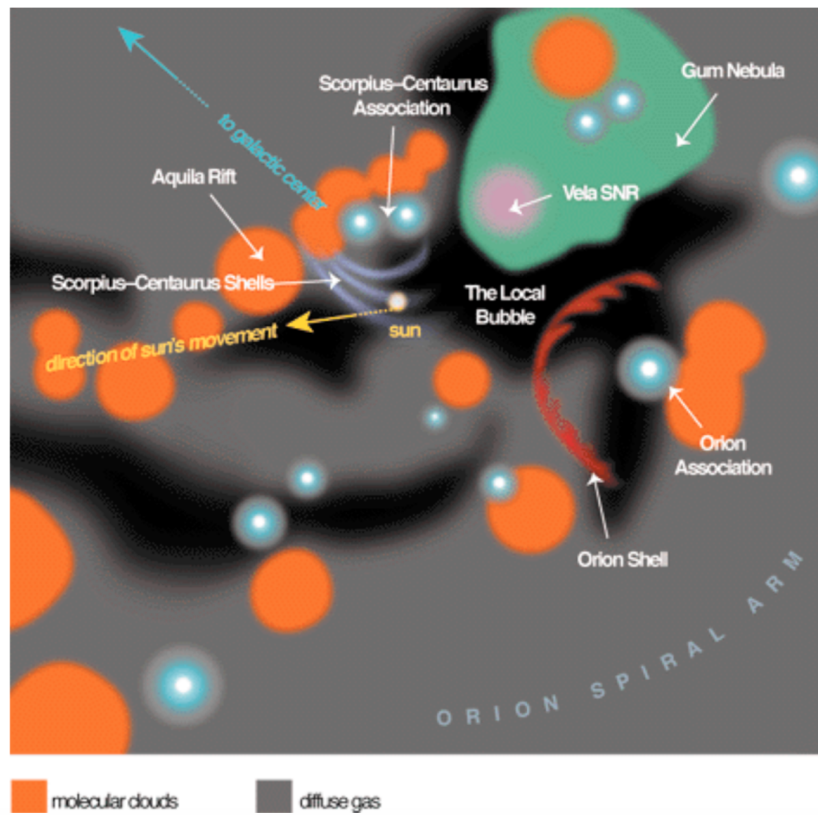 to galactic center
Scorpius–Centaurus
Association
Gum Nebula
Aquila Rift
Vela SNR
Scorpius–Centaurus Shells
The Local
Bubble
sun
direction of sun's movement
Orion
Association
Orion Shell
ORION SPIRAL ARM
molecular clouds
diffuse gas